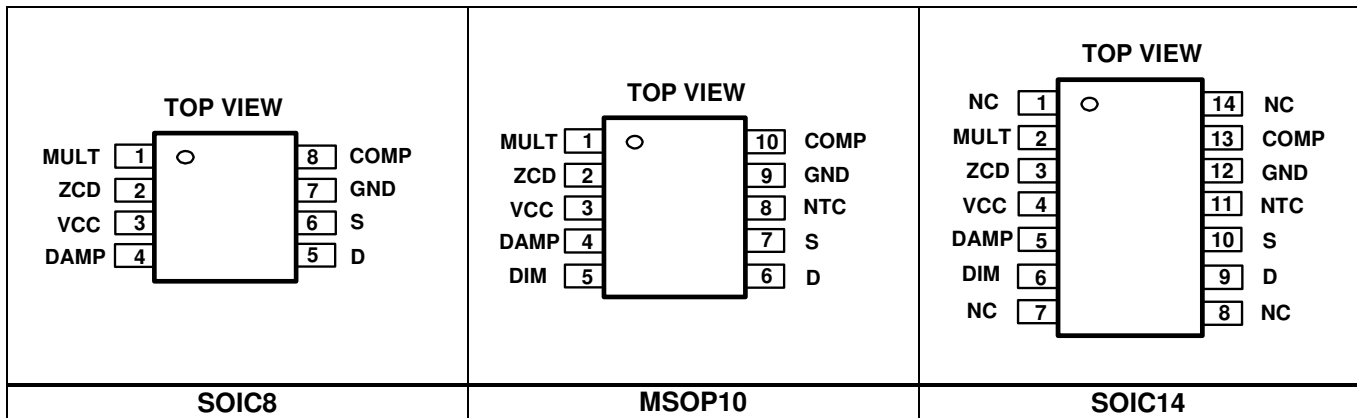 TOP VIEW
MULT 1 8 COMP
ZCD 2 7 GND
VCC 3 6 S
DAMP 4 5 D
SOIC8
TOP VIEW
MULT 1 10 COMP
ZCD 2 9 GND
VCC 3 8 NTC
DAMP 4 7 S
DIM 5 6 D
MSOP10
TOP VIEW
NC 1 14 NC
MULT 2 13 COMP
ZCD 3 12 GND
VCC 4 11 NTC
DAMP 5 10 S
DIM 6 9 D
NC 7 8 NC
SOIC14